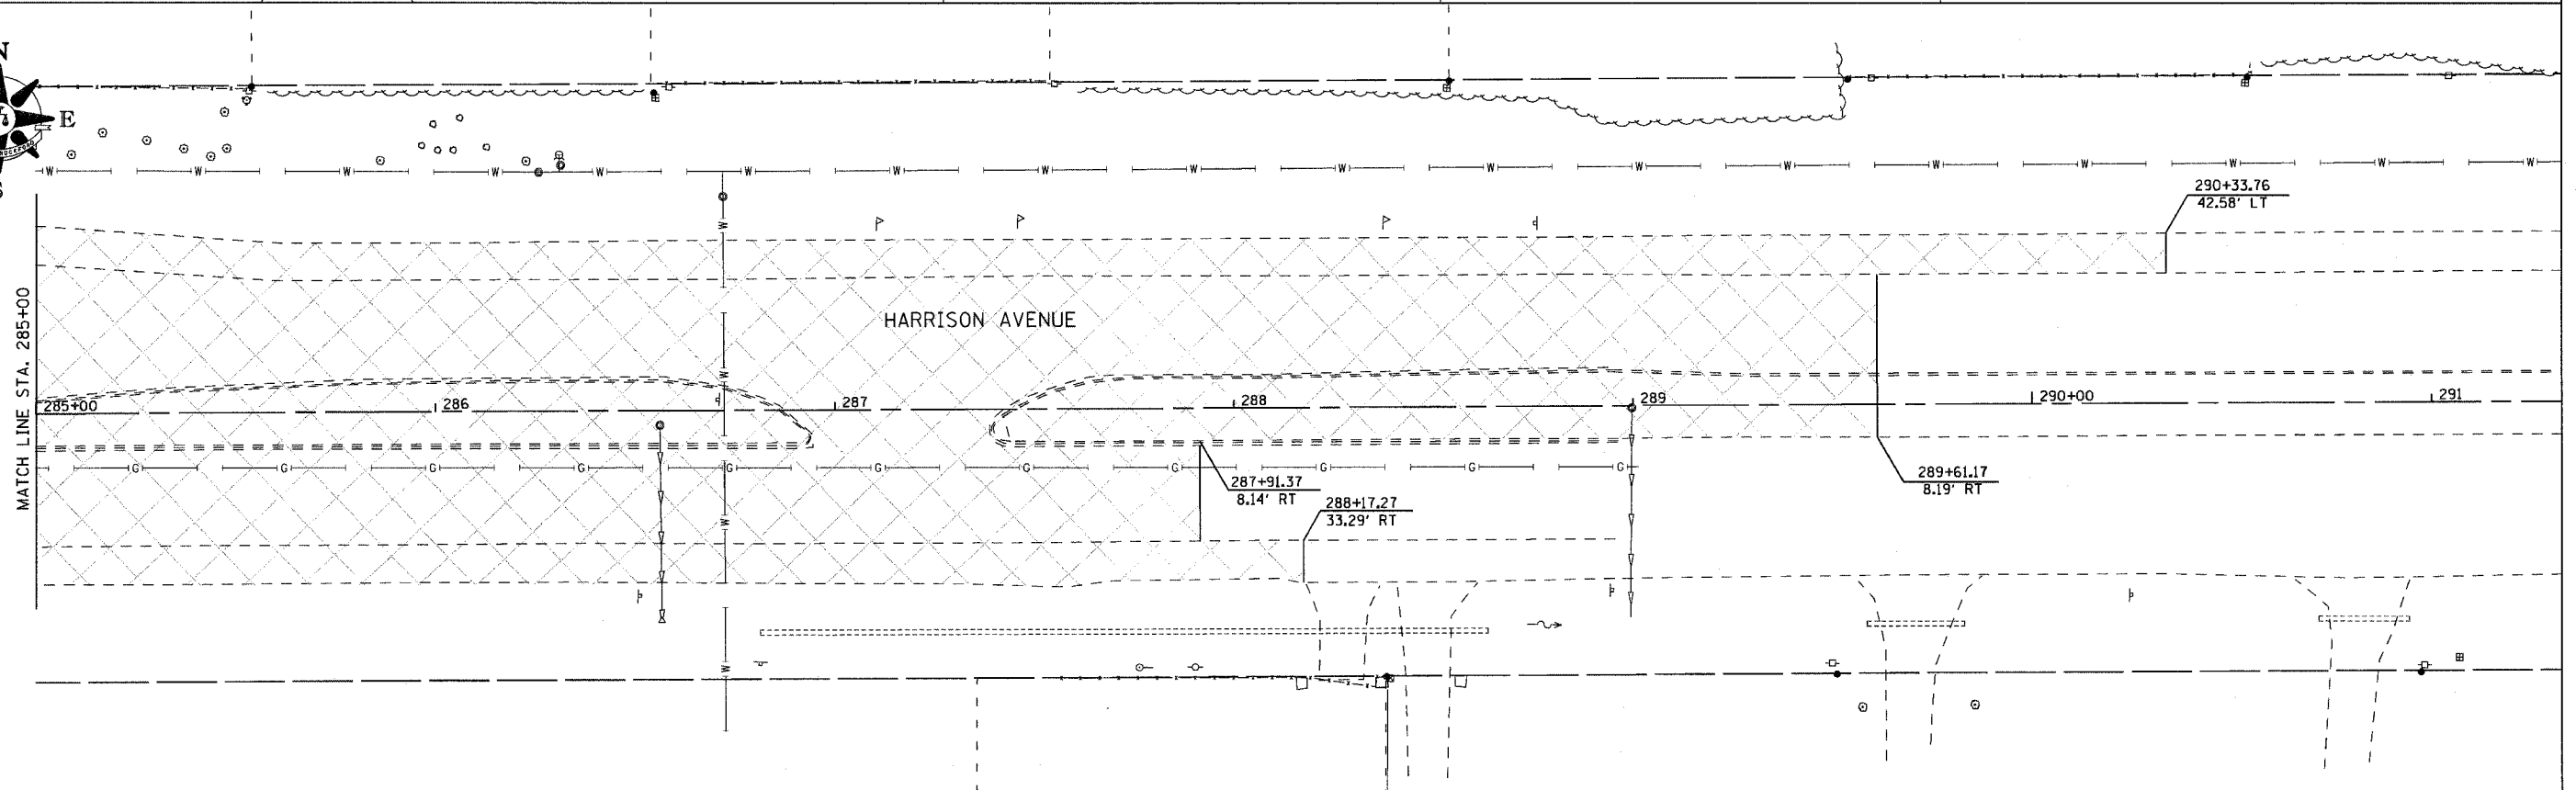 N
E
S
W W W W W W W W W W W W W W W W W
290+33.76
42.58' LT
W
HARRISON AVENUE
MATCH LINE STA. 285+00
W
285+00 286 287 288 289 290+00 291
G G G G G G G G G G G
289+61.17
8.19' RT
287+91.37
8.14' RT
288+17.27
33.29' RT
W
W